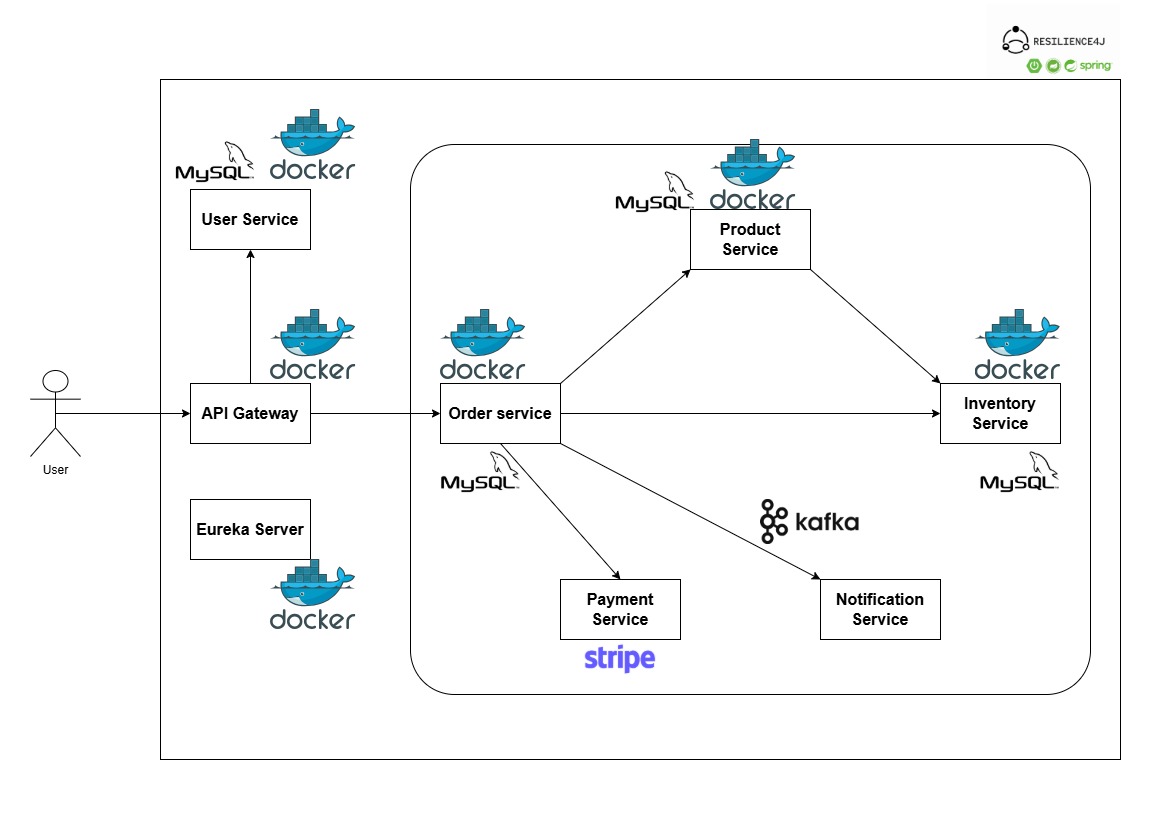 RESILIENCE4J
spring
docker
MySQL
User Service
docker
MySQL
Product
Service
docker
docker
docker
User
API Gateway
Order service
Inventory
Service
MySQL
MySQL
Eureka Server
kafka
docker
Payment
Service
Notification
Service
stripe